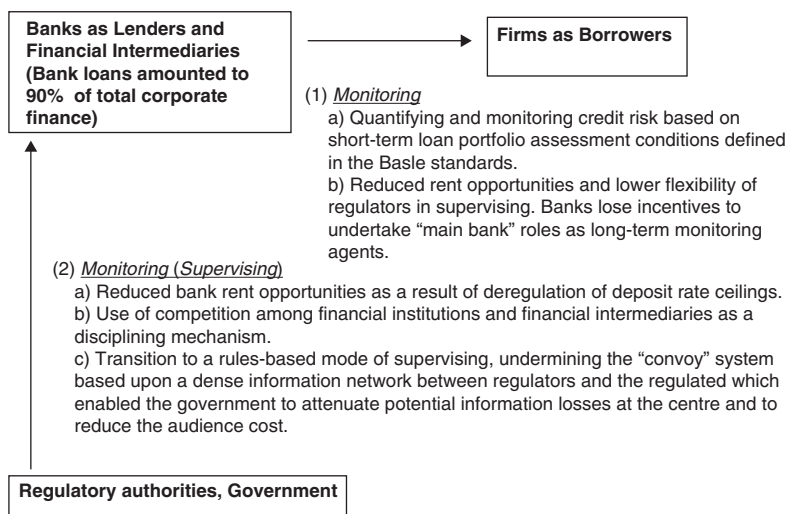 Banks as Lenders and
Financial Intermediaries
(Bank loans amounted to
90% of total corporate
finance)
Firms as Borrowers
(1) Monitoring
a) Quantifying and monitoring credit risk based on
short-term loan portfolio assessment conditions defined
in the Basle standards.
b) Reduced rent opportunities and lower flexibility of
regulators in supervising. Banks lose incentives to
undertake “main bank” roles as long-term monitoring
agents.
(2) Monitoring (Supervising)
a) Reduced bank rent opportunities as a result of deregulation of deposit rate ceilings.
b) Use of competition among financial institutions and financial intermediaries as a
disciplining mechanism.
c) Transition to a rules-based mode of supervising, undermining the “convoy” system
based upon a dense information network between regulators and the regulated which
enabled the government to attenuate potential information losses at the centre and to
reduce the audience cost.
Regulatory authorities, Government